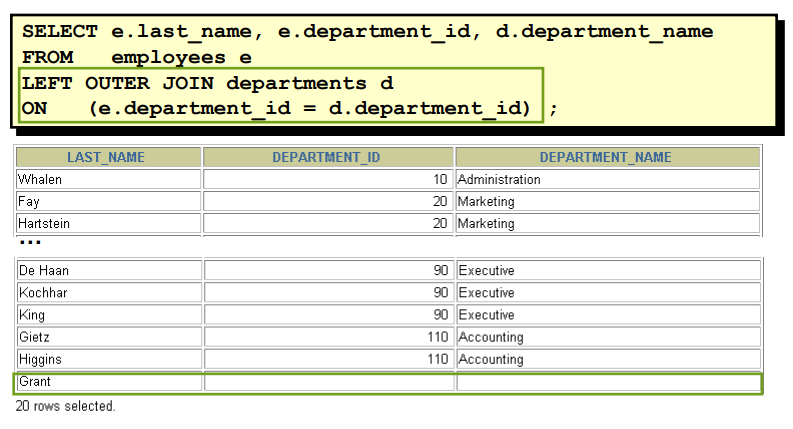 SELECT e.last_name, e.department_id, d.department_name
FROM employees e
LEFT OUTER JOIN departments d
ON (e.department_id = d.department_id) ;
LAST_NAME DEPARTMENT_ID DEPARTMENT_NAME
Whalen 10 Administration
Fay 20 Marketing
Hartstein 20 Marketing
...
De Haan 90 Executive
Kochhar 90 Executive
King 90 Executive
Gietz 110 Accounting
Higgins 110 Accounting
Grant
20 rows selected.